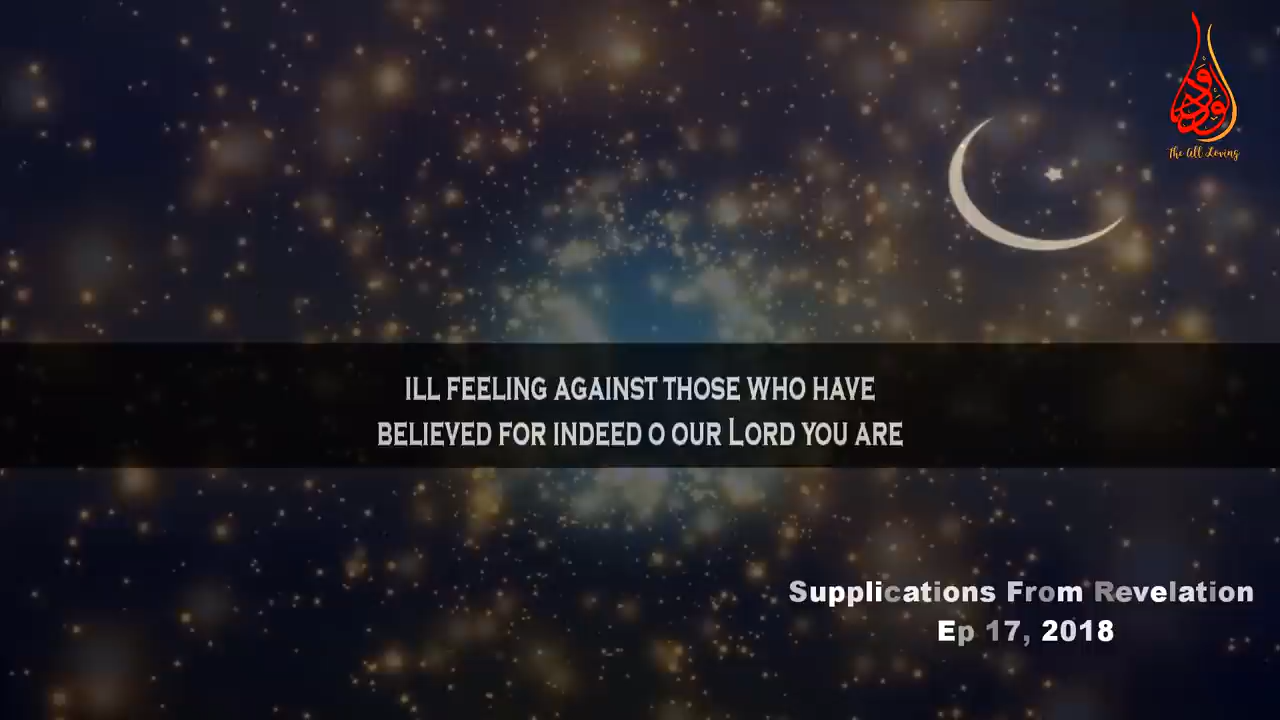 الودود
The All Loving
ILL FEELING AGAINST THOSE WHO HAVE
BELIEVED FOR INDEED O OUR LORD YOU ARE
Supplications From Revelation
Ep 17, 2018